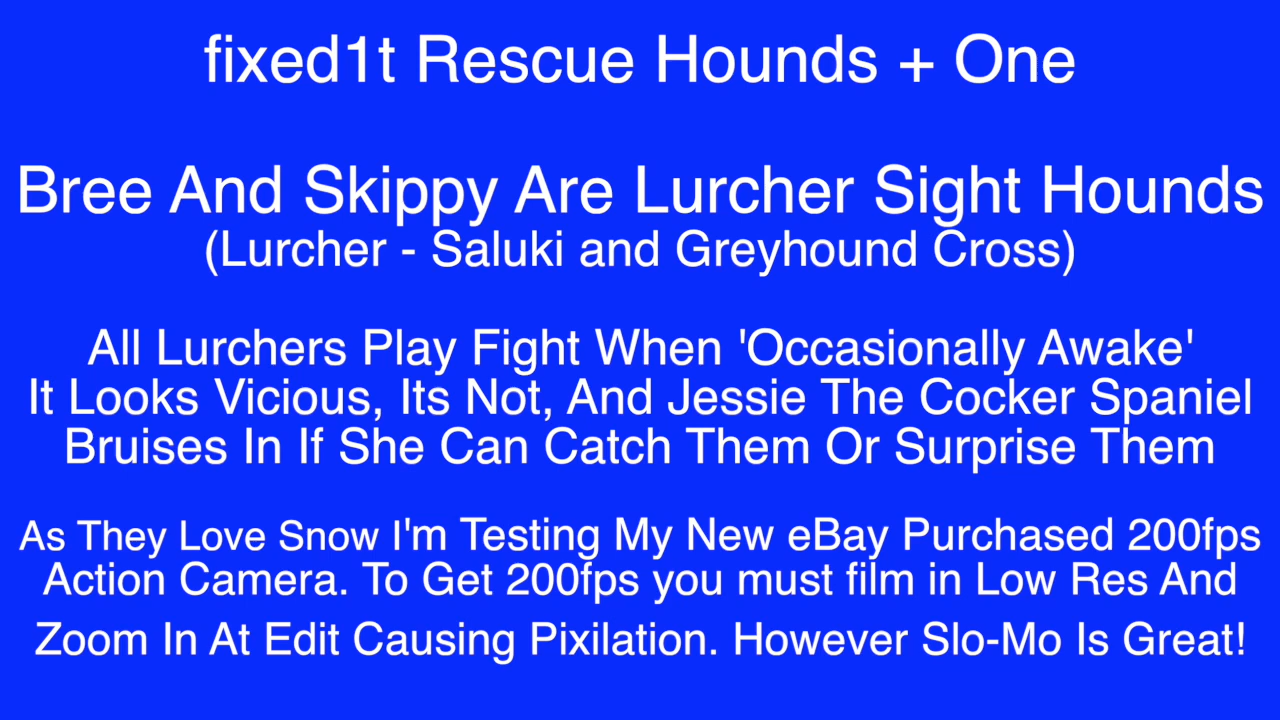 fixed1t Rescue Hounds + One
Bree And Skippy Are Lurcher Sight Hounds
(Lurcher - Saluki and Greyhound Cross)
All Lurchers Play Fight When 'Occasionally Awake'
It Looks Vicious, Its Not, And Jessie The Cocker Spaniel
Bruises In If She Can Catch Them Or Surprise Them
As They Love Snow I'm Testing My New eBay Purchased 200fps
Action Camera. To Get 200fps you must film in Low Res And
Zoom In At Edit Causing Pixilation. However Slo-Mo Is Great!